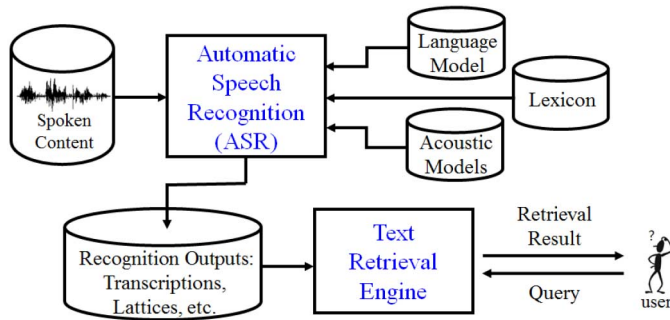 Spoken
Content
Automatic
Speech
Recognition
(ASR)
Language
Model
Lexicon
Acoustic
Models
Recognition Outputs:
Transcriptions,
Lattices, etc.
Text
Retrieval
Engine
Retrieval
Result
Query
?
user